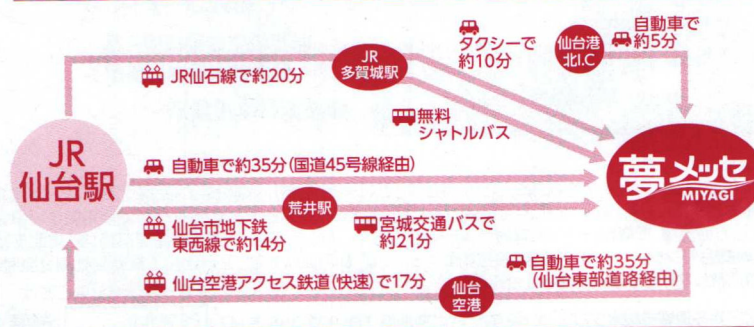 自動車で
約5分
仙台港
北I.C
タクシーで
約10分
JR
多賀城駅
JR仙石線で約20分
無料
シャトルバス
JR
仙台駅
自動車で約35分(国道45号線経由)
夢メッセ
MIYAGI
荒井駅
仙台市地下鉄
東西線で約14分
宮城交通バスで
約21分
自動車で約35分
(仙台東部道路経由)
仙台空港アクセス鉄道(快速)で17分
仙台
空港